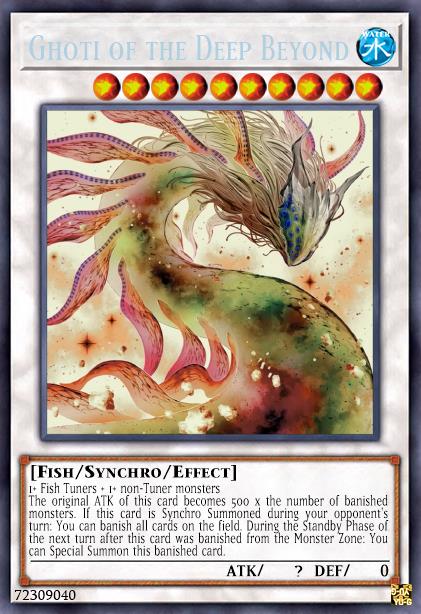 Ghoti of the Deep Beyond
WATER
水
[Fish/Synchro/Effect]
1+ Fish Tuners + 1+ non-Tuner monsters
The original ATK of this card becomes 500 x the number of banished
monsters. If this card is Synchro Summoned during your opponent's
turn: You can banish all cards on the field. During the Standby Phase of
the next turn after this card was banished from the Monster Zone: You
can Special Summon this banished card.
ATK/ ? DEF/ 0
72309040